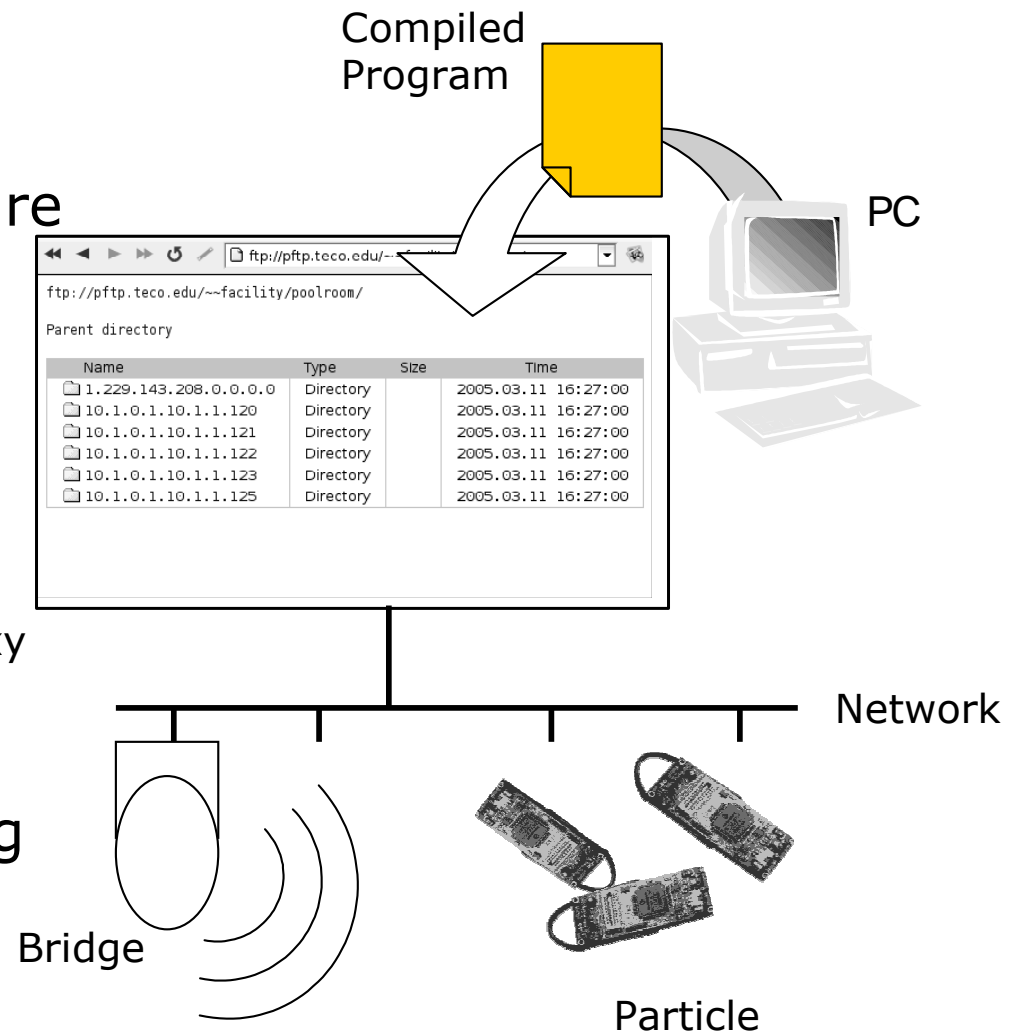 Compiled
Program
re
PC
ftp://pftp.teco.edu/~
ftp://pftp.teco.edu/~~facility/poolroom/
Parent directory
Name Type Size Time
1.229.143.208.0.0.0.0 Directory 2005.03.11 16:27:00
10.1.0.1.10.1.1.120 Directory 2005.03.11 16:27:00
10.1.0.1.10.1.1.121 Directory 2005.03.11 16:27:00
10.1.0.1.10.1.1.122 Directory 2005.03.11 16:27:00
10.1.0.1.10.1.1.123 Directory 2005.03.11 16:27:00
10.1.0.1.10.1.1.125 Directory 2005.03.11 16:27:00
Network
g
Bridge
Particle